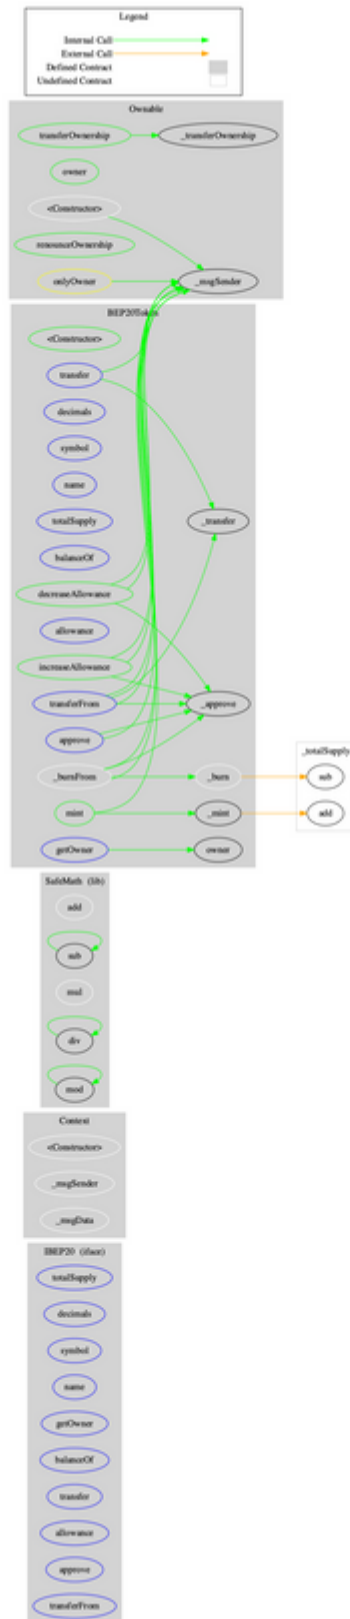 Legend
Internal Call
External Call
Defined Contract
Undefined Contract
Ownable
transferOwnership
_transferOwnership
owner
<Constructor>
renounceOwnership
onlyOwner
_msgSender
BEP20Token
<Constructor>
transfer
decimals
symbol
name
totalSupply
_transfer
balanceOf
decreaseAllowance
allowance
increaseAllowance
transferFrom
_approve
approve
_totalSupply
_burnFrom
_burn
sub
mint
_mint
add
getOwner
owner
SafeMath (lib)
add
sub
mul
div
mod
Context
<Constructor>
_msgSender
_msgData
IBEP20 (iface)
totalSupply
decimals
symbol
name
getOwner
balanceOf
transfer
allowance
approve
transferFrom